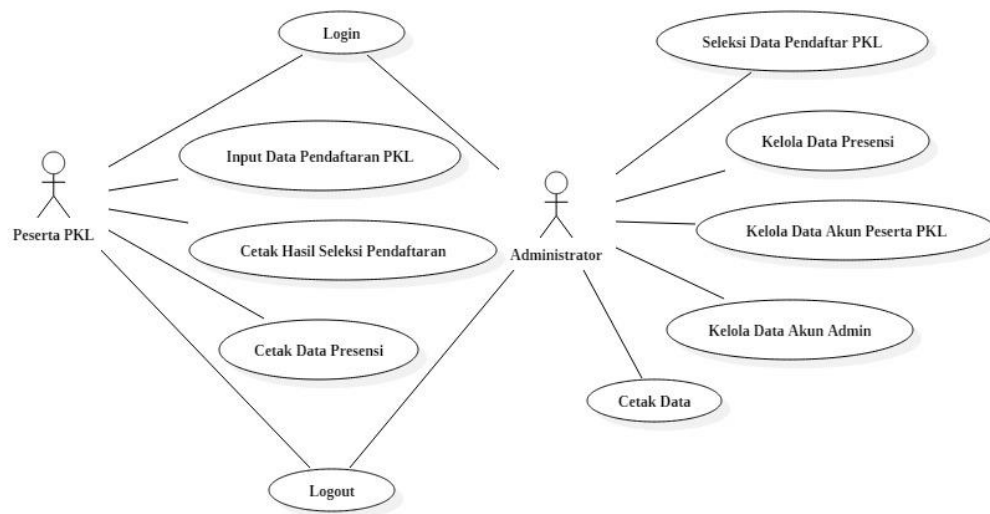 Login
Seleksi Data Pendaftar PKL
Input Data Pendaftaran PKL
Kelola Data Presensi
Peserta PKL
Kelola Data Akun Peserta PKL
Cetak Hasil Seleksi Pendaftaran
Administrator
Kelola Data Akun Admin
Cetak Data Presensi
Cetak Data
Logout